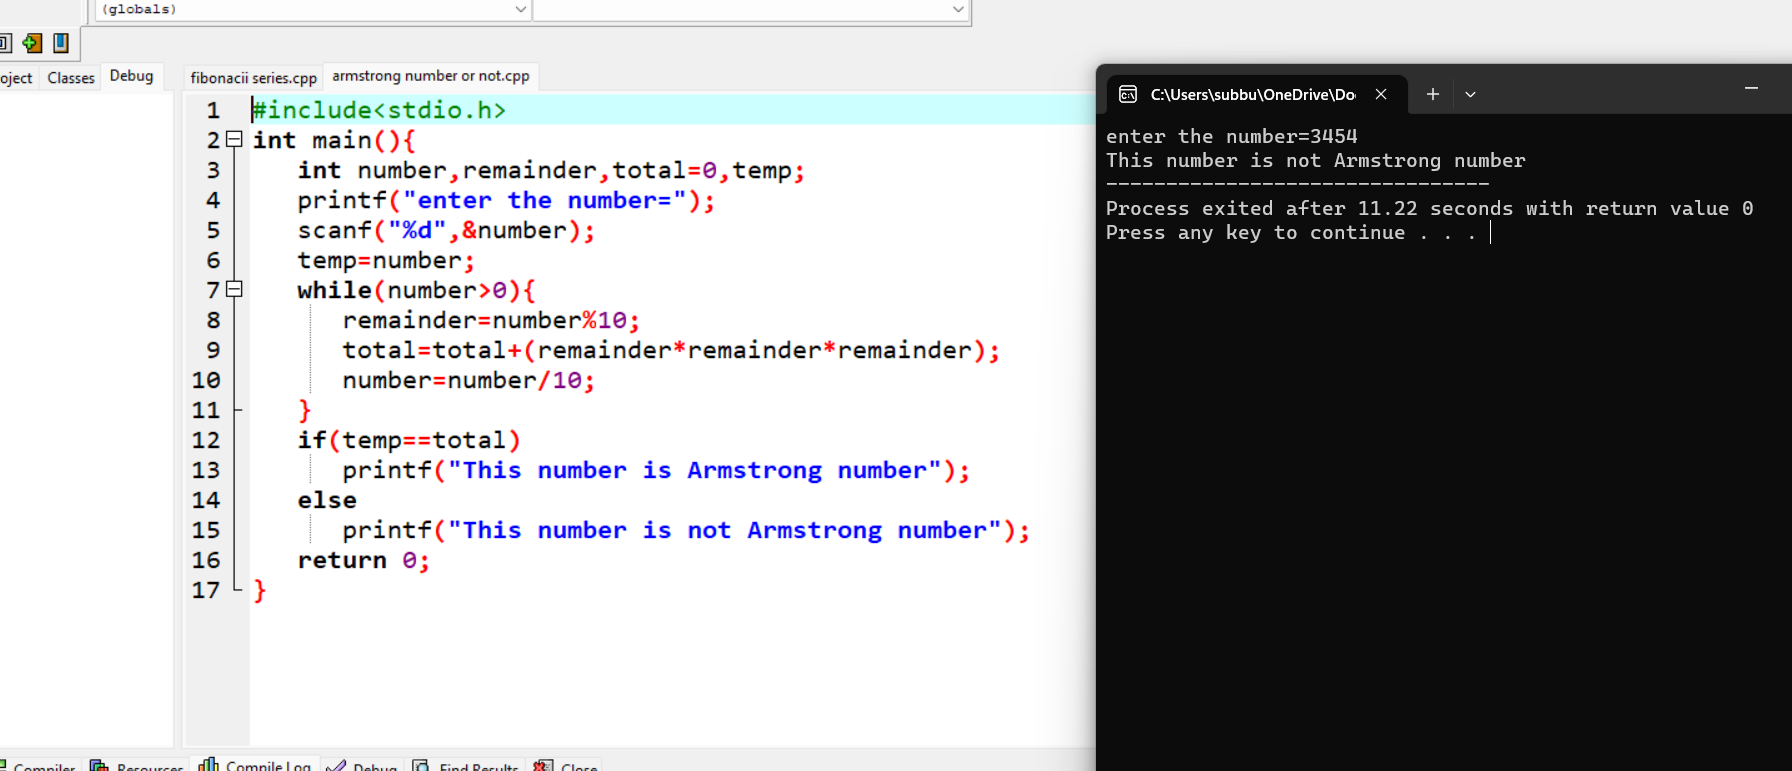 (globals)
oject Classes Debug
fibonacii series.cpp armstrong number or not.cpp
1 #include<stdio.h>
2 int main(){
3 int number,remainder,total=0,temp;
4 printf("enter the number=");
5 scanf("%d",&number);
6 temp=number;
7 while(number>0){
8 remainder=number%10;
9 total=total+(remainder*remainder*remainder);
10 number=number/10;
11 }
12 if(temp==total)
13 printf("This number is Armstrong number");
14 else
15 printf("This number is not Armstrong number");
16 return 0;
17 }
Compiler Resources Compile Log Debug Find Results Close
C:\Users\subbu\OneDrive\Do
enter the number=3454
This number is not Armstrong number
--------------------------------
Process exited after 11.22 seconds with return value 0
Press any key to continue . . .